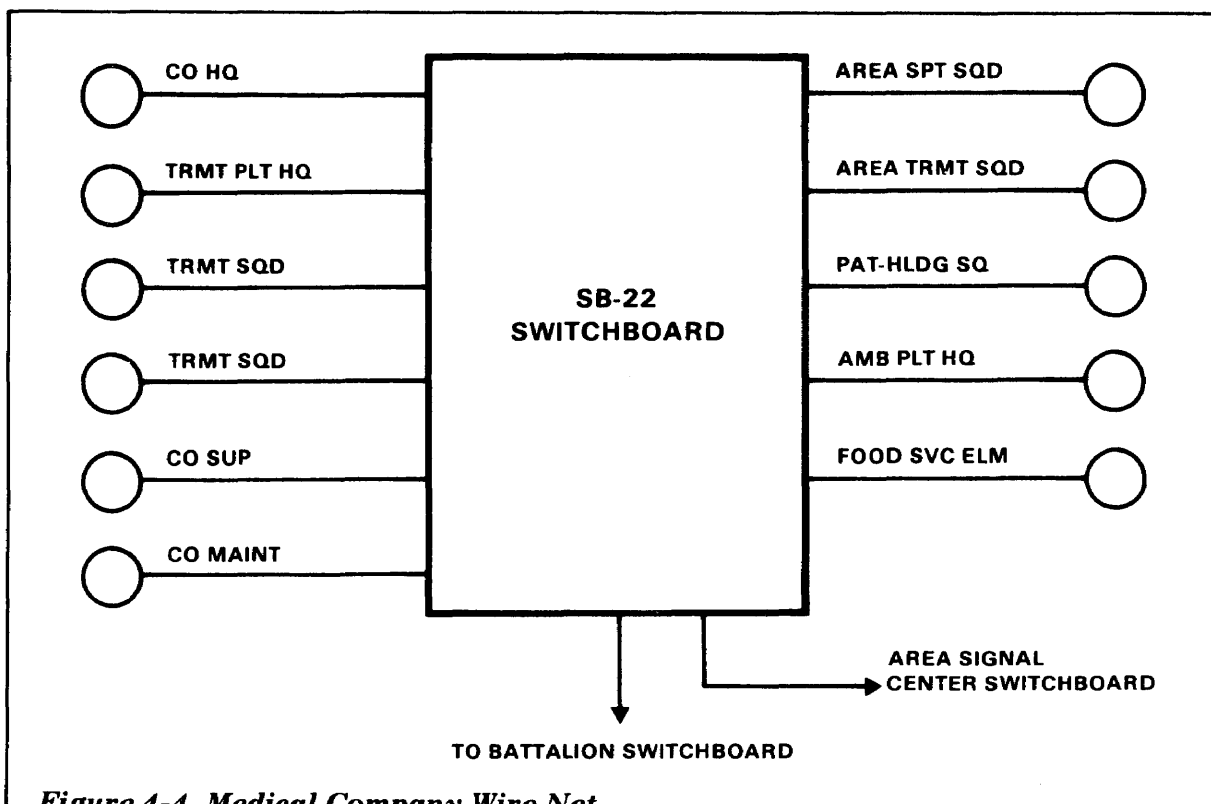 CO HQ
TRMT PLT HQ
TRMT SQD
TRMT SQD
CO SUP
CO MAINT
SB-22
SWITCHBOARD
AREA SPT SQD
AREA TRMT SQD
PAT-HLDG SQ
AMB PLT HQ
FOOD SVC ELM
AREA SIGNAL
CENTER SWITCHBOARD
TO BATTALION SWITCHBOARD
Figure 4-4. Medical Company Wire Net